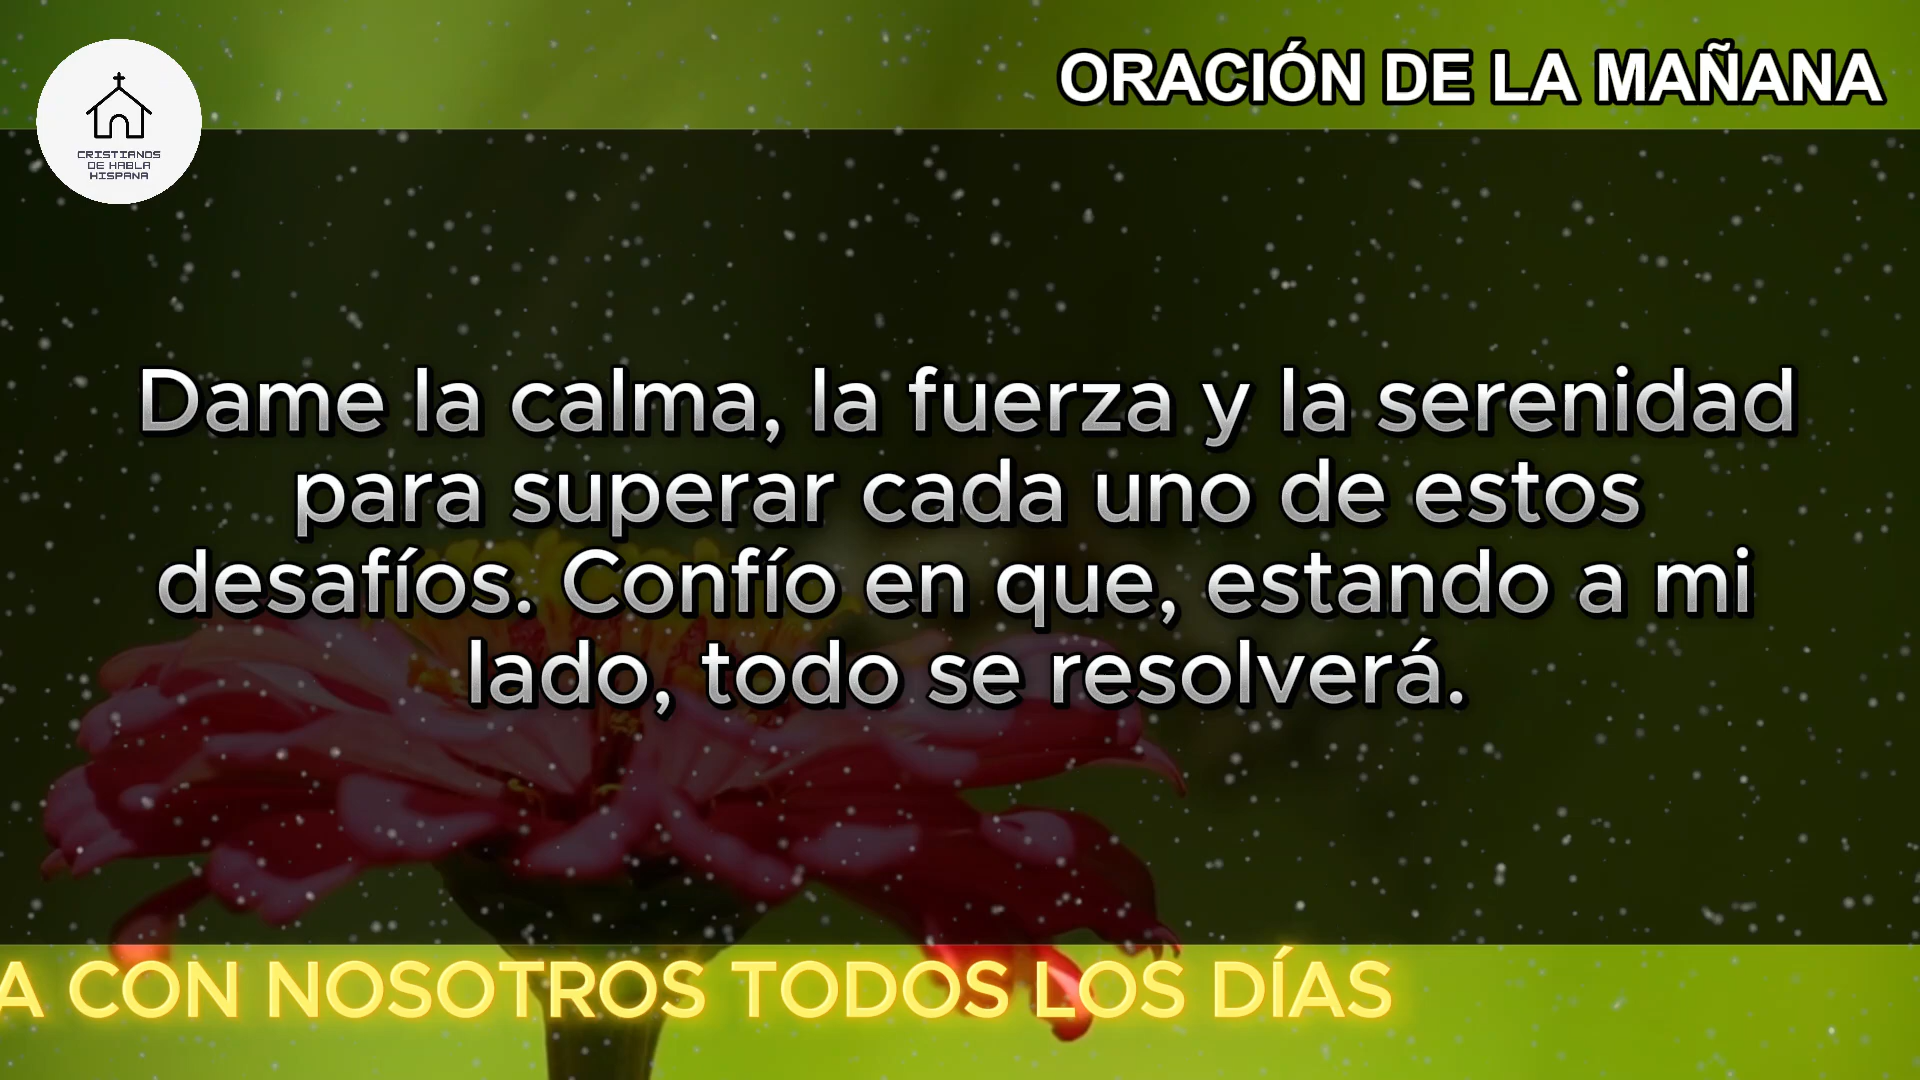 ORACIÓN DE LA MAÑANA
CRISTIANOS
DE HABLA
HISPANA
Dame la calma, la fuerza y la serenidad
para superar cada uno de estos
desafíos. Confío en que, estando a mi
lado, todo se resolverá.
A CON NOSOTROS TODOS LOS DÍAS